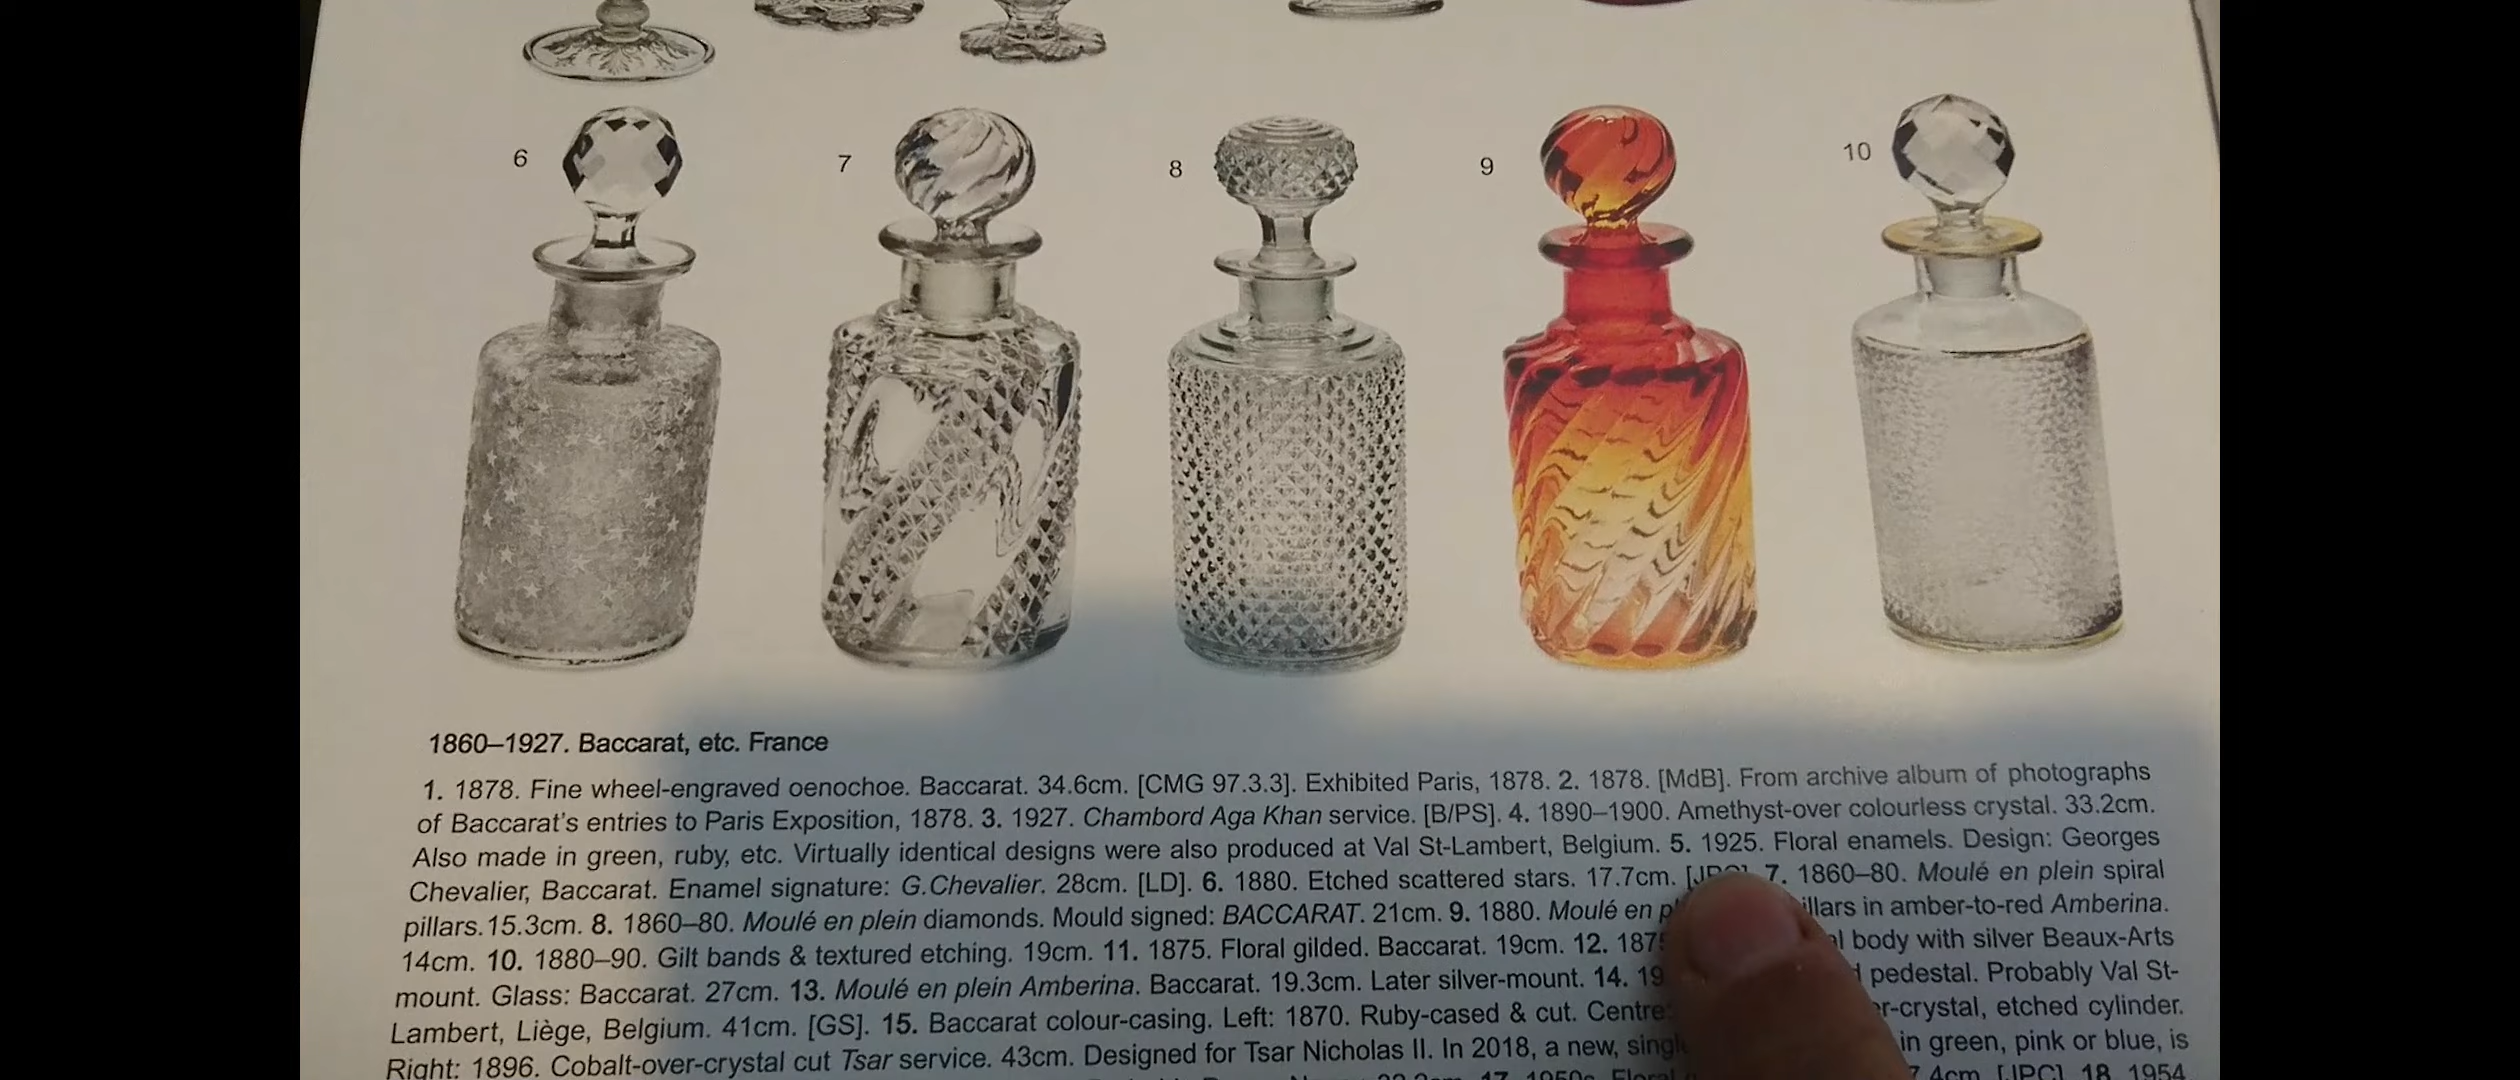 6
7
8
9
10
1860–1927. Baccarat, etc. France
1. 1878. Fine wheel-engraved oenochoe. Baccarat. 34.6cm. [CMG 97.3.3]. Exhibited Paris, 1878. 2. 1878. [MdB]. From archive album of photographs
of Baccarat's entries to Paris Exposition, 1878. 3. 1927. Chambord Aga Khan service. [B/PS]. 4. 1890–1900. Amethyst-over colourless crystal. 33.2cm.
Also made in green, ruby, etc. Virtually identical designs were also produced at Val St-Lambert, Belgium. 5. 1925. Floral enamels. Design: Georges
Chevalier, Baccarat. Enamel signature: G.Chevalier. 28cm. [LD]. 6. 1880. Etched scattered stars. 17.7cm. 7. 1860–80. Moulé en plein spiral
pillars. 15.3cm. 8. 1860–80. Moulé en plein diamonds. Mould signed: BACCARAT. 21cm. 9. 1880. Moulé en in amber-to-red Amberina.
14cm. 10. 1880–90. Gilt bands & textured etching. 19cm. 11. 1875. Floral gilded. Baccarat. 19cm. 12. body with silver Beaux-Arts
mount. Glass: Baccarat. 27cm. 13. Moulé en plein Amberina. Baccarat. 19.3cm. Later silver-mount. 14. pedestal. Probably Val St-
Lambert, Liège, Belgium. 41cm. [GS]. 15. Baccarat colour-casing. Left: 1870. Ruby-cased & cut. Centre: etched cylinder.
Right: 1896. Cobalt-over-crystal cut Tsar service. 43cm. Designed for Tsar Nicholas II. In 2018, a new, in green, pink or blue, is
17. 1950s. [JPC] 18. 1954